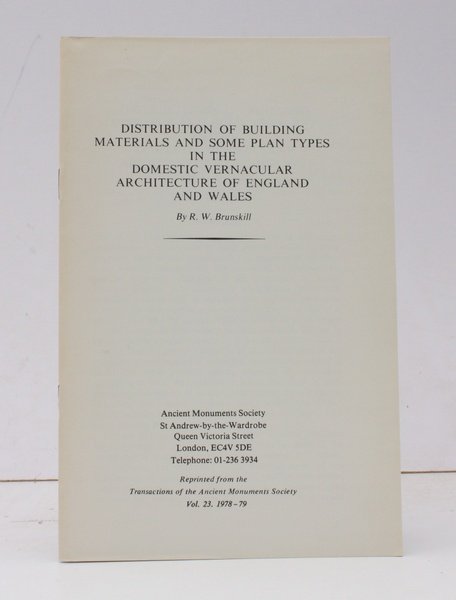 DISTRIBUTION OF BUILDING
MATERIALS AND SOME PLAN TYPES
IN THE
DOMESTIC VERNACULAR
ARCHITECTURE OF ENGLAND
AND WALES
By R. W. Brunskill
Ancient Monuments Society
St Andrew-by-the-Wardrobe
Queen Victoria Street
London, EC4V 5DE
Telephone: 01-236 3934
Reprinted from the
Transactions of the Ancient Monuments Society
Vol. 23. 1978–79